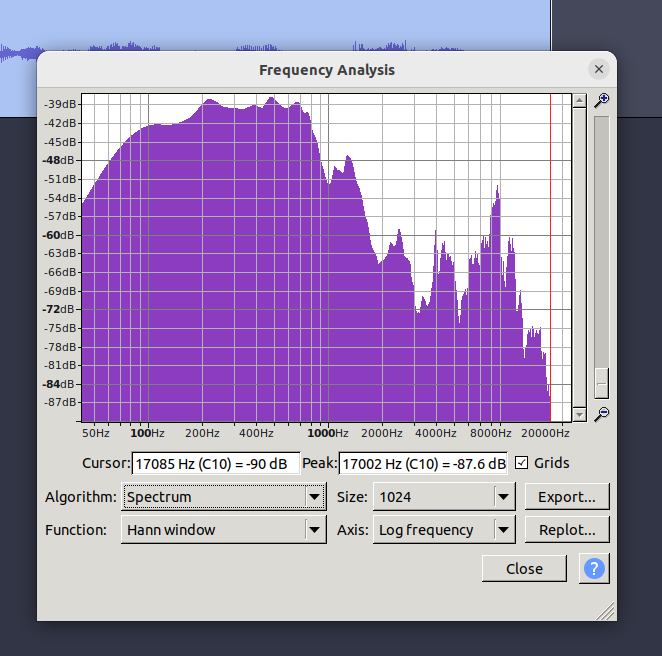 Frequency Analysis
-39dB
-42dB
-45dB
-48dB
-51dB
-54dB
-57dB
-60dB
-63dB
-66dB
-69dB
-72dB
-75dB
-78dB
-81dB
-84dB
-87dB
50Hz 100Hz 200Hz 400Hz 1000Hz 2000Hz 4000Hz 8000Hz 20000Hz
Cursor: 17085 Hz (C10) = -90 dB Peak: 17002 Hz (C10) = -87.6 dB Grids
Algorithm: Spectrum Size: 1024 Export...
Function: Hann window Axis: Log frequency Replot...
Close ?